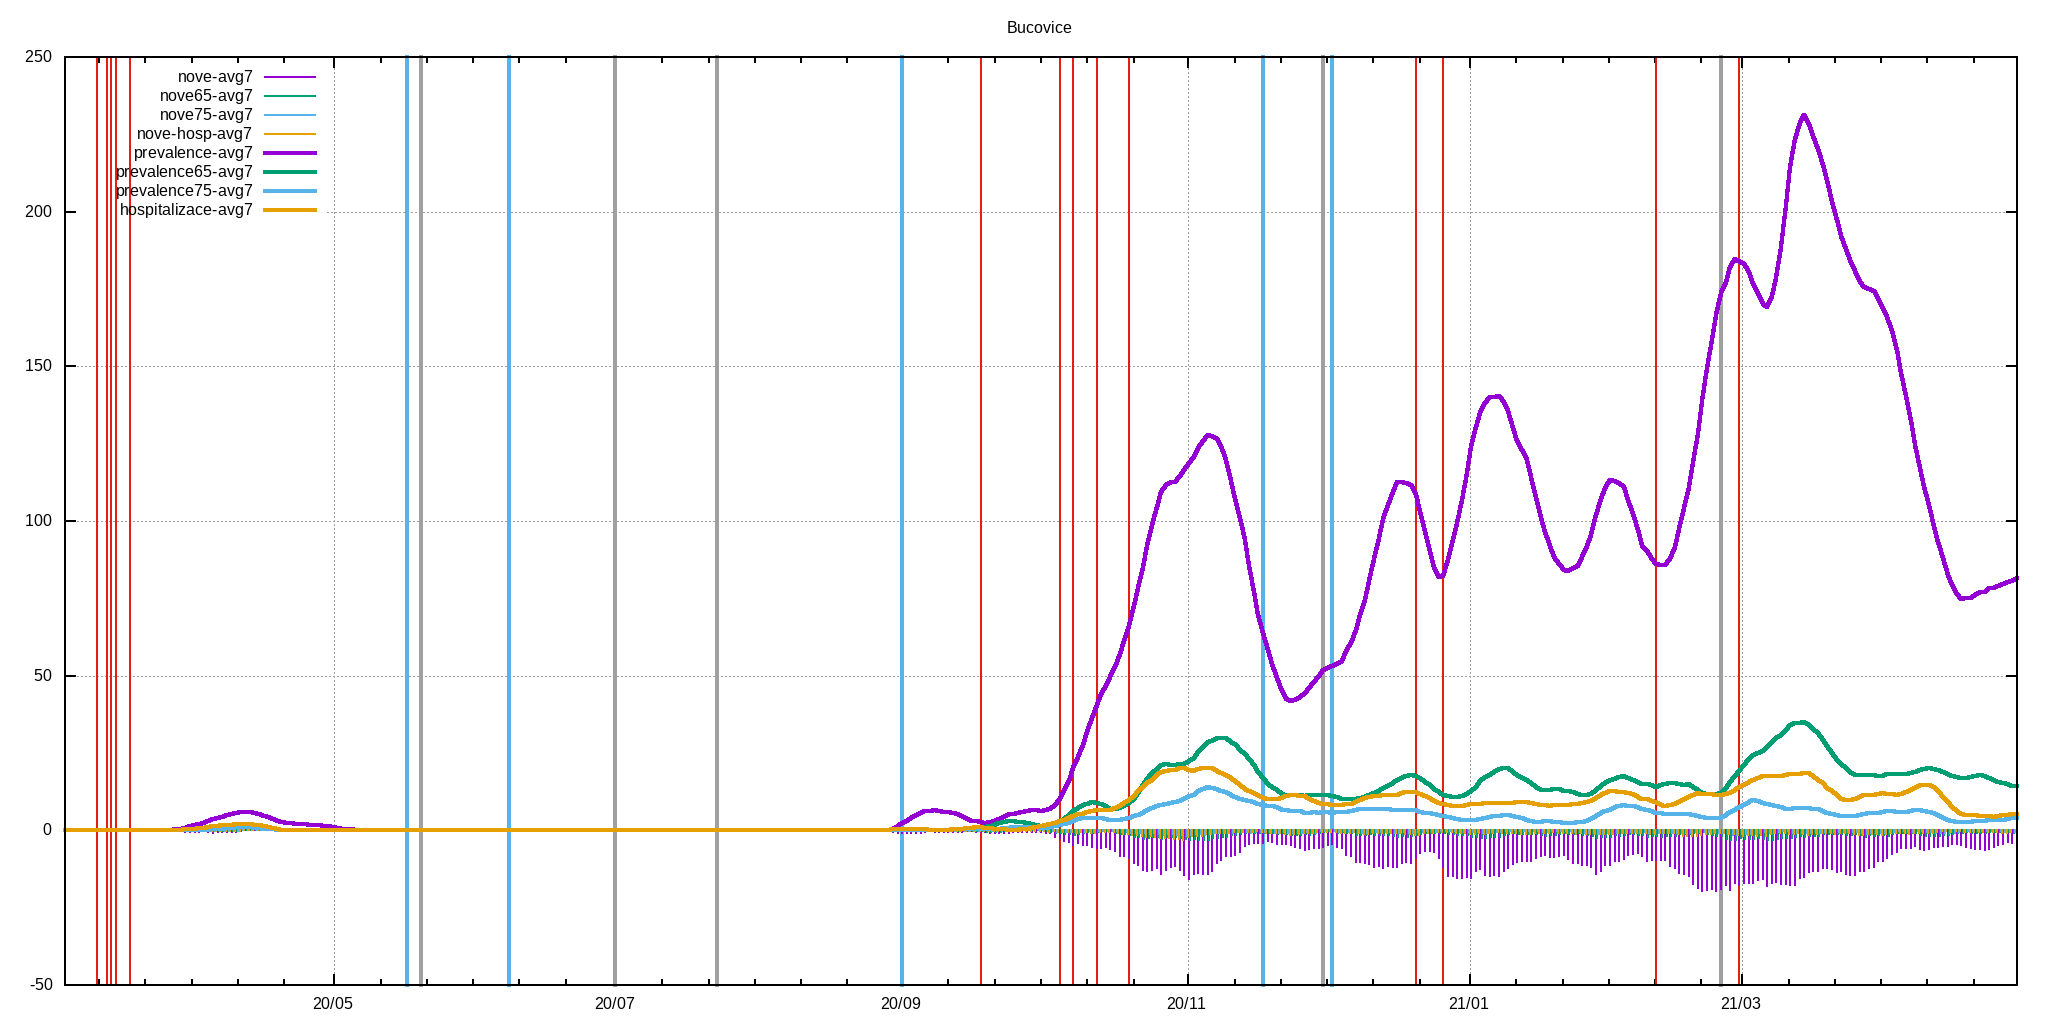 Bucovice
250
200
150
100
50
0
-50
nove-avg7
nove65-avg7
nove75-avg7
nove-hosp-avg7
prevalence-avg7
prevalence65-avg7
prevalence75-avg7
hospitalizace-avg7
20/05
20/07
20/09
20/11
21/01
21/03